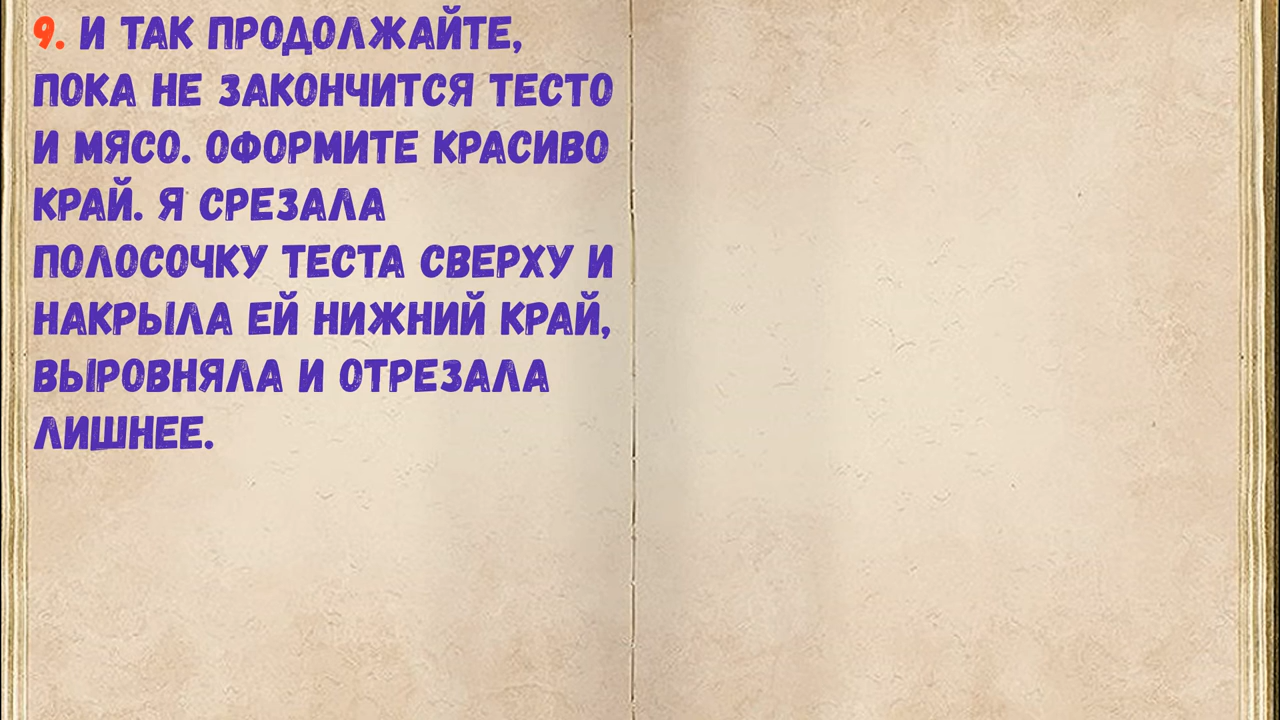 9. И ТАК ПРОДОЛЖАЙТЕ,
ПОКА НЕ ЗАКОНЧИТСЯ ТЕСТО
И МЯСО. ОФОРМИТЕ КРАСИВО
КРАЙ. Я СРЕЗАЛА
ПОЛОСОЧКУ ТЕСТА СВЕРХУ И
НАКРЫЛА ЕЙ НИЖНИЙ КРАЙ,
ВЫРОВНЯЛА И ОТРЕЗАЛА
ЛИШНЕЕ.